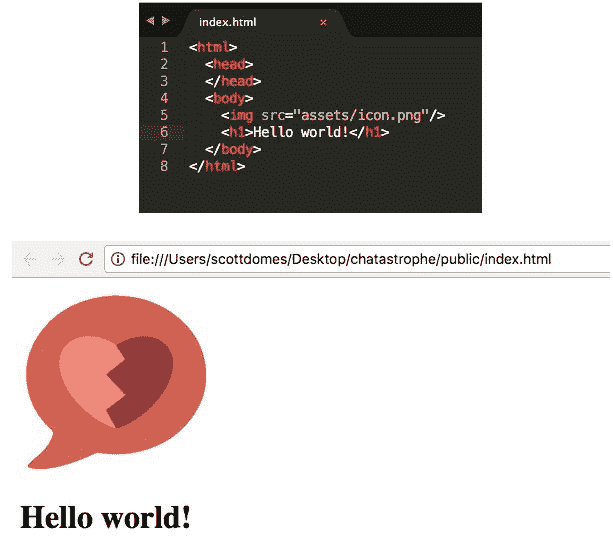 index.html
1 <html>
2 <head>
3 </head>
4 <body>
5 <img src="assets/icon.png"/>
6 <h1>Hello world!</h1>
7 </body>
8 </html>
file:///Users/scottdomes/Desktop/chatastrophe/public/index.html
Hello world!